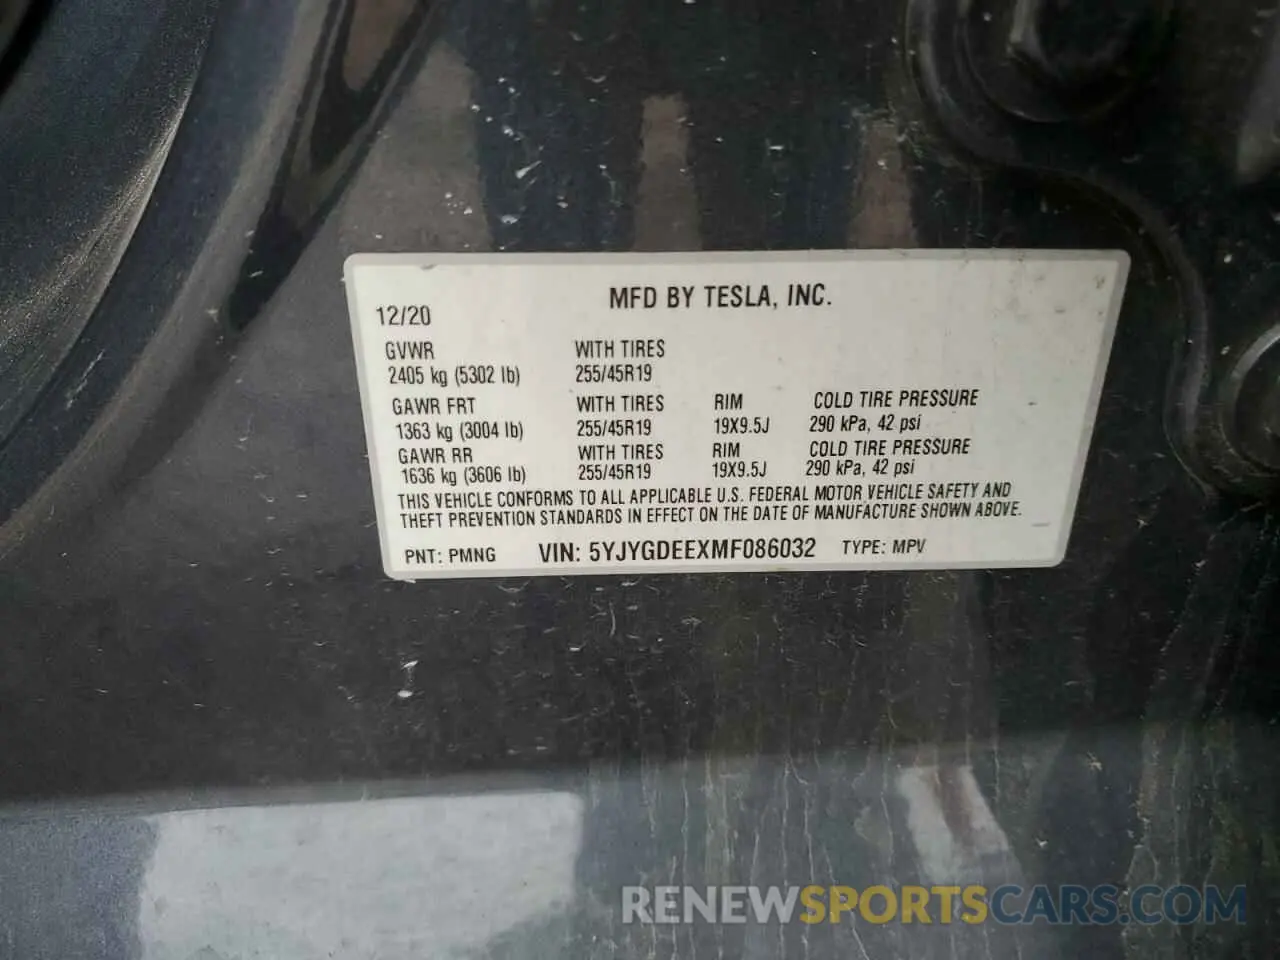 MFD BY TESLA, INC.
12/20
GVWR WITH TIRES
2405 kg (5302 lb) 255/45R19
GAWR FRT WITH TIRES RIM COLD TIRE PRESSURE
1363 kg (3004 lb) 255/45R19 19X9.5J 290 kPa, 42 psi
GAWR RR WITH TIRES RIM COLD TIRE PRESSURE
1636 kg (3606 lb) 255/45R19 19X9.5J 290 kPa, 42 psi
THIS VEHICLE CONFORMS TO ALL APPLICABLE U.S. FEDERAL MOTOR VEHICLE SAFETY AND
THEFT PREVENTION STANDARDS IN EFFECT ON THE DATE OF MANUFACTURE SHOWN ABOVE.
PNT: PMNG VIN: 5YJYGDEEXMF086032 TYPE: MPV
RENEWSPORTSCARS.COM